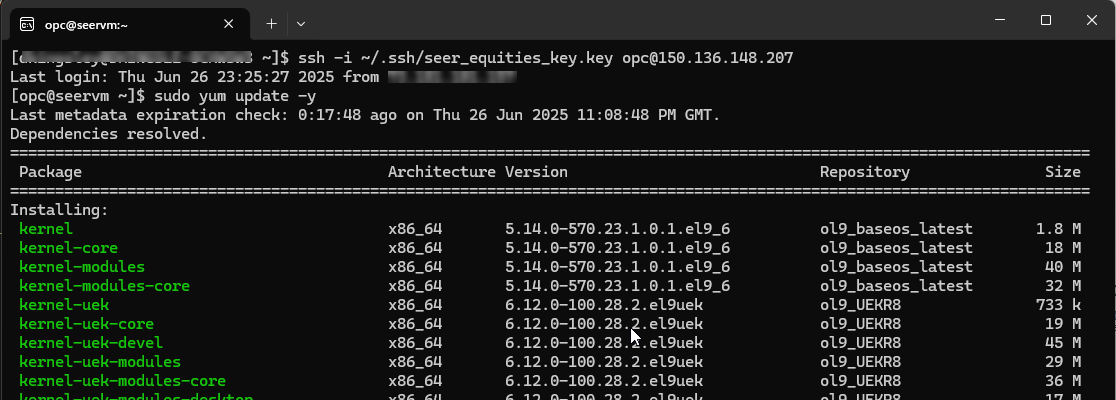 opc@seervm:~
~]$ ssh -i ~/.ssh/seer_equities_key.key opc@150.136.148.207
Last login: Thu Jun 26 23:25:27 2025 from
[opc@seervm ~]$ sudo yum update -y
Last metadata expiration check: 0:17:48 ago on Thu 26 Jun 2025 11:08:48 PM GMT.
Dependencies resolved.
================================================================================
Package Architecture Version Repository Size
================================================================================
Installing:
kernel x86_64 5.14.0-570.23.1.0.1.el9_6 ol9_baseos_latest 1.8 M
kernel-core x86_64 5.14.0-570.23.1.0.1.el9_6 ol9_baseos_latest 18 M
kernel-modules x86_64 5.14.0-570.23.1.0.1.el9_6 ol9_baseos_latest 40 M
kernel-modules-core x86_64 5.14.0-570.23.1.0.1.el9_6 ol9_baseos_latest 32 M
kernel-uek x86_64 6.12.0-100.28.2.el9uek ol9_UEKR8 733 k
kernel-uek-core x86_64 6.12.0-100.28.2.el9uek ol9_UEKR8 19 M
kernel-uek-devel x86_64 6.12.0-100.28.2.el9uek ol9_UEKR8 45 M
kernel-uek-modules x86_64 6.12.0-100.28.2.el9uek ol9_UEKR8 29 M
kernel-uek-modules-core x86_64 6.12.0-100.28.2.el9uek ol9_UEKR8 36 M
kernel-uek-modules-desktop x86_64 6.12.0-100.28.2.el9uek ol9_UEKR8 17 M